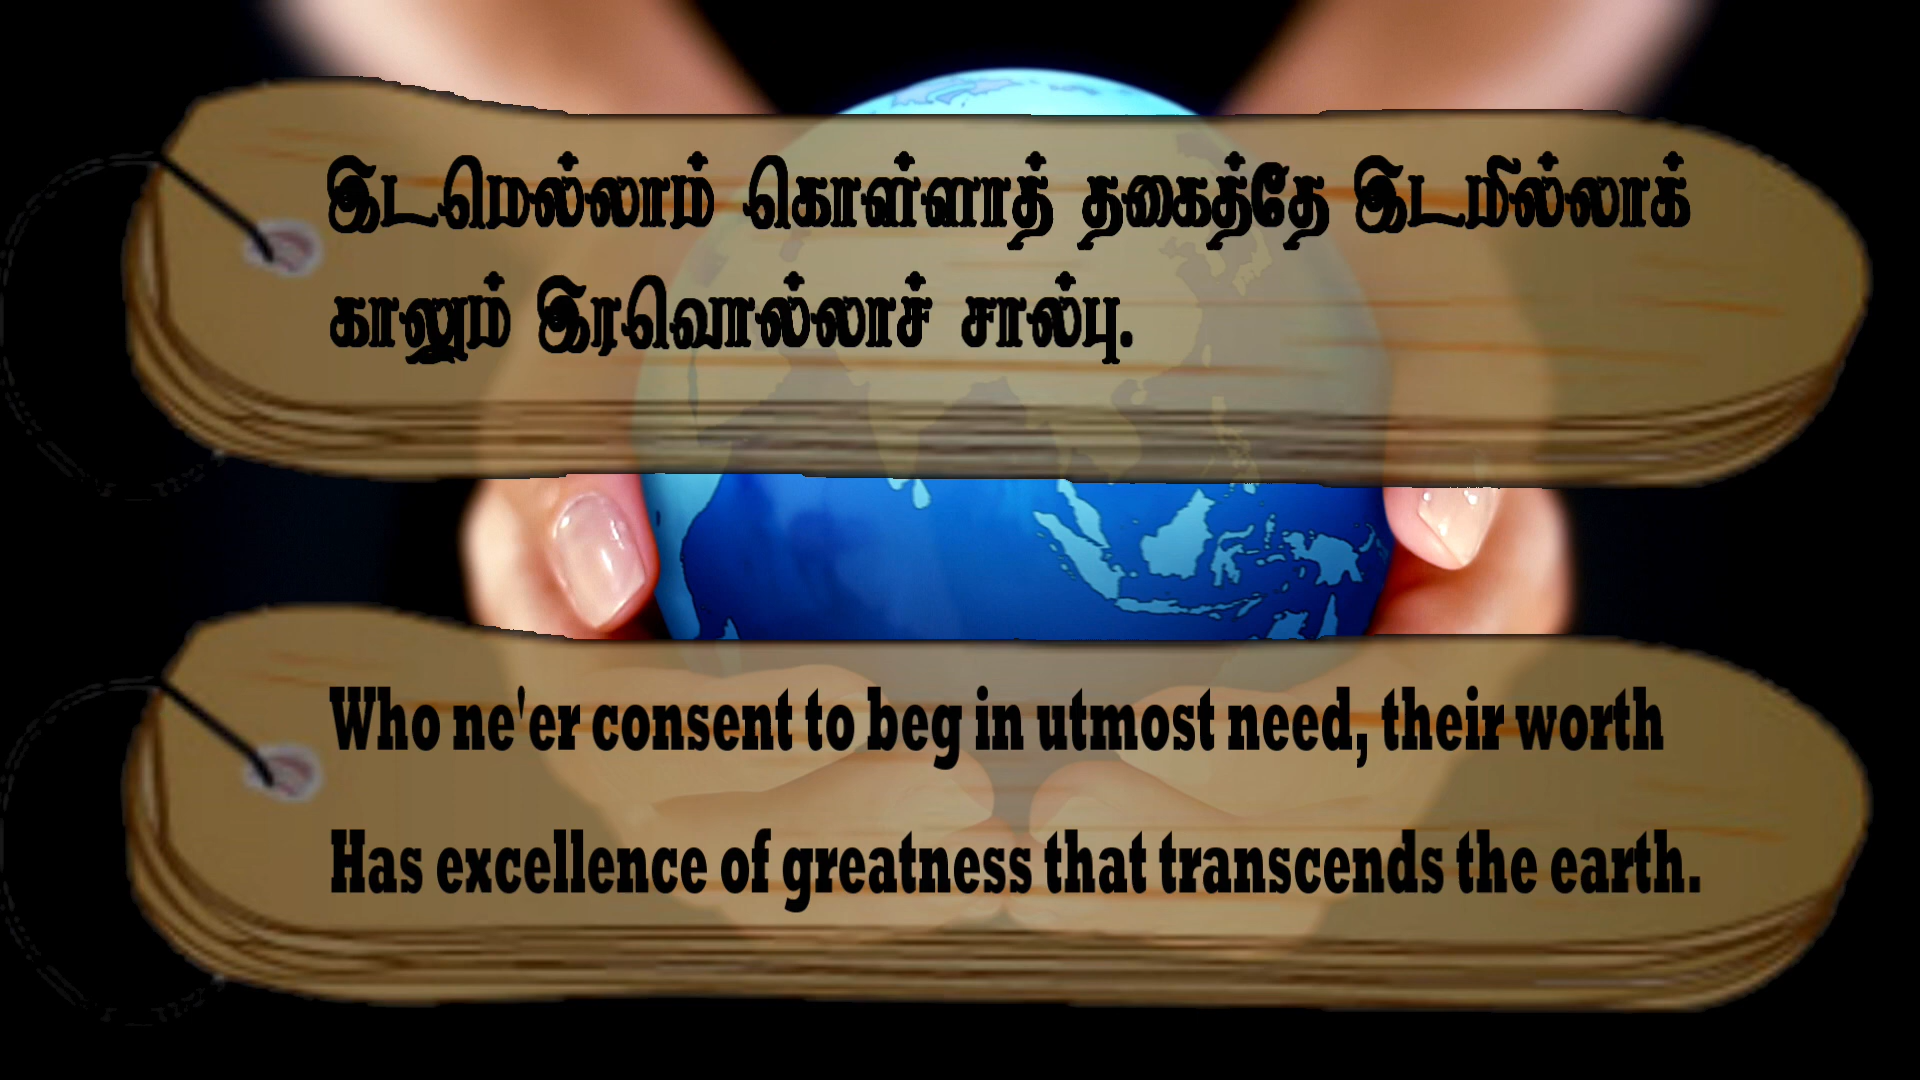 இடமெல்லாம் கொள்ளாத் தகைத்தே இடமில்லாக்
காலும் இரவொல்லாச் சால்பு.
Who ne'er consent to beg in utmost need, their worth
Has excellence of greatness that transcends the earth.